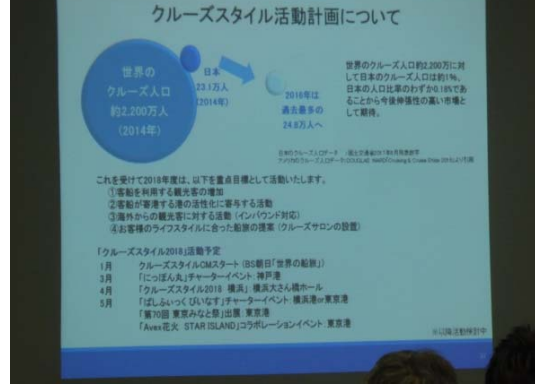 クルーズスタイル活動計画について
世界の
クルーズ人口
約2,200万人
(2014年)
日本
23.1万人
(2014年)
2016年は
過去最多の
24.8万人へ
世界のクルーズ人口約2,200万に対
して日本のクルーズ人口は約1%。
日本の人口比率のわずか0.18%であ
ることから今後伸張性の高い市場と
して期待。
日本のクルーズ人口データ
これを受けて2018年度は、以下を重点目標として活動いたします。
①客船を利用する観光客の増加
②客船が寄港する港の活性化に寄与する活動
③海外からの観光客に対する活動(インバウンド対応)
④お客様のライフスタイルに合った船旅の提案(クルーズサロンの設置)
「クルーズスタイル2018」活動予定
1月 クルーズスタイルCMスタート(BS朝日「世界の船旅」)
3月 「にっぽん丸」チャーターイベント:神戸港
4月 「クルーズスタイル2018 横浜」:横浜大さん橋ホール
5月 「ぱしふぃっく びいなす」チャーターイベント:横浜港or東京港
「第70回 東京みなと祭」出展:東京港
「Avex花火 STAR ISLAND」コラボレーションイベント:東京港
※以降活動検討中